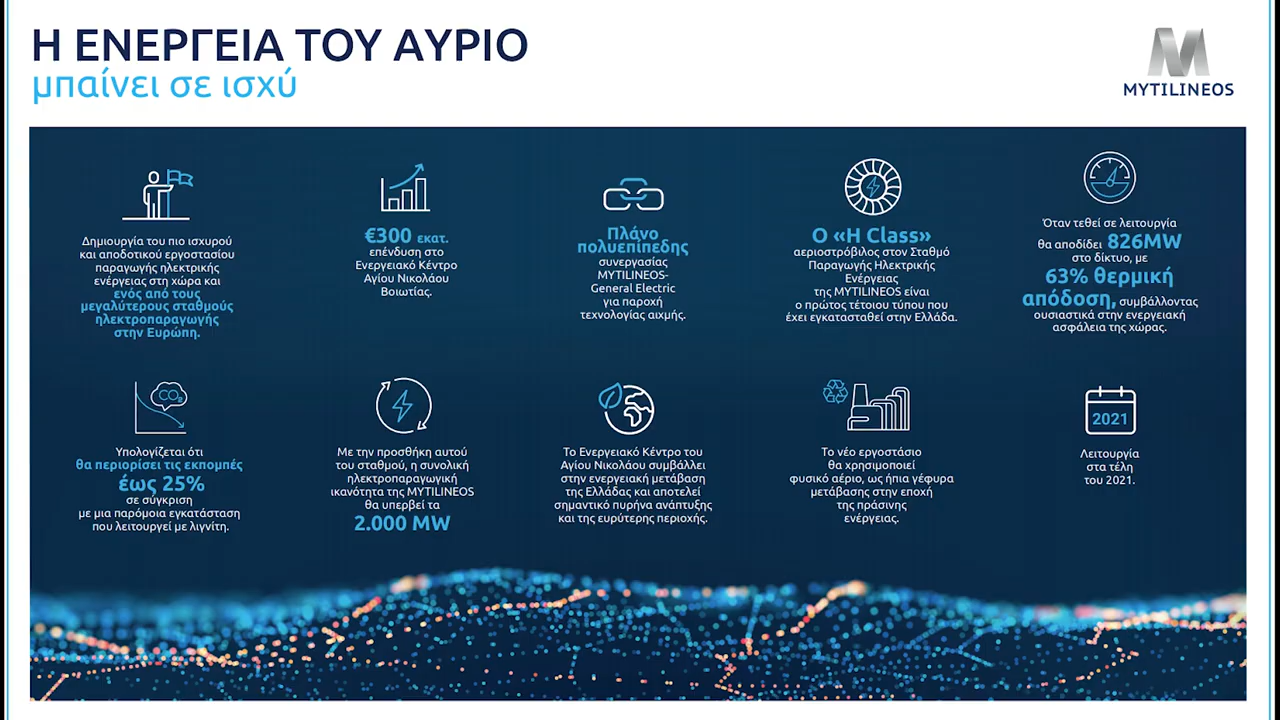 Η ΕΝΕΡΓΕΙΑ ΤΟΥ ΑΥΡΙΟ
μπαίνει σε ισχύ
MYTILINEOS
Δημιουργία του πιο ισχυρού
και αποδοτικού εργοστασίου
παραγωγής ηλεκτρικής
ενέργειας στη χώρα και
ενός από τους
μεγαλύτερους σταθμούς
ηλεκτροπαραγωγής
στην Ευρώπη.
€300 εκατ.
επένδυση στο
Ενεργειακό Κέντρο
Αγίου Νικολάου
Βοιωτίας.
Πλάνο
πολυεπίπεδης
συνεργασίας
MYTILINEOS-
General Electric
για παροχή
τεχνολογίας αιχμής.
Ο «H Class»
αεριοστρόβιλος στον Σταθμό
Παραγωγής Ηλεκτρικής
Ενέργειας
της MYTILINEOS είναι
ο πρώτος τέτοιου τύπου που
έχει εγκατασταθεί στην Ελλάδα.
Όταν τεθεί σε λειτουργία
θα αποδίδει 826MW
στο δίκτυο, με
63% θερμική
απόδοση, συμβάλλοντας
ουσιαστικά στην ενεργειακή
ασφάλεια της χώρας.
CO₂
Υπολογίζεται ότι
θα περιορίσει τις εκπομπές
έως 25%
σε σύγκριση
με μια παρόμοια εγκατάσταση
που λειτουργεί με λιγνίτη.
Με την προσθήκη αυτού
του σταθμού, η συνολική
ηλεκτροπαραγωγική
ικανότητα της MYTILINEOS
θα υπερβεί τα
2.000 MW
Το Ενεργειακό Κέντρο του
Αγίου Νικολάου συμβάλλει
στην ενεργειακή μετάβαση
της Ελλάδας και αποτελεί
σημαντικό πυρήνα ανάπτυξης
και της ευρύτερης περιοχής.
Το νέο εργοστάσιο
θα χρησιμοποιεί
φυσικό αέριο, ως ήπια γέφυρα
μετάβασης στην εποχή
της πράσινης
ενέργειας.
2021
Λειτουργία
στα τέλη
του 2021.